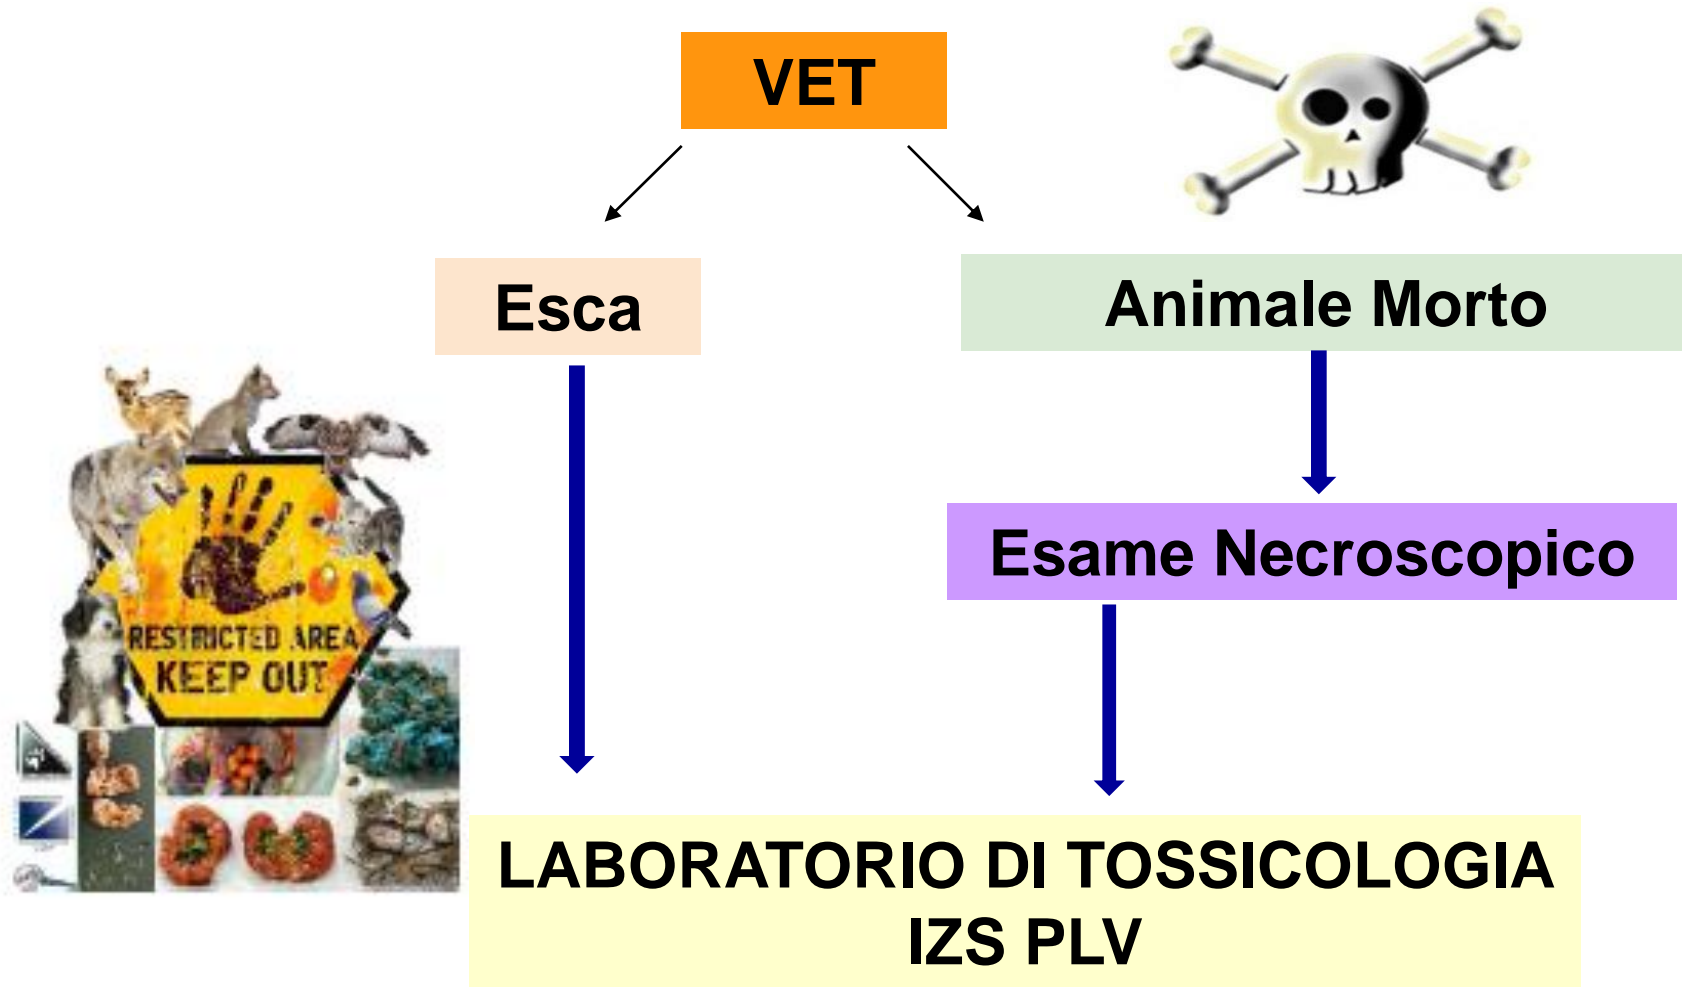 VET
Esca
Animale Morto
Esame Necroscopico
RESTRICTED AREA
KEEP OUT
LABORATORIO DI TOSSICOLOGIA
IZS PLV